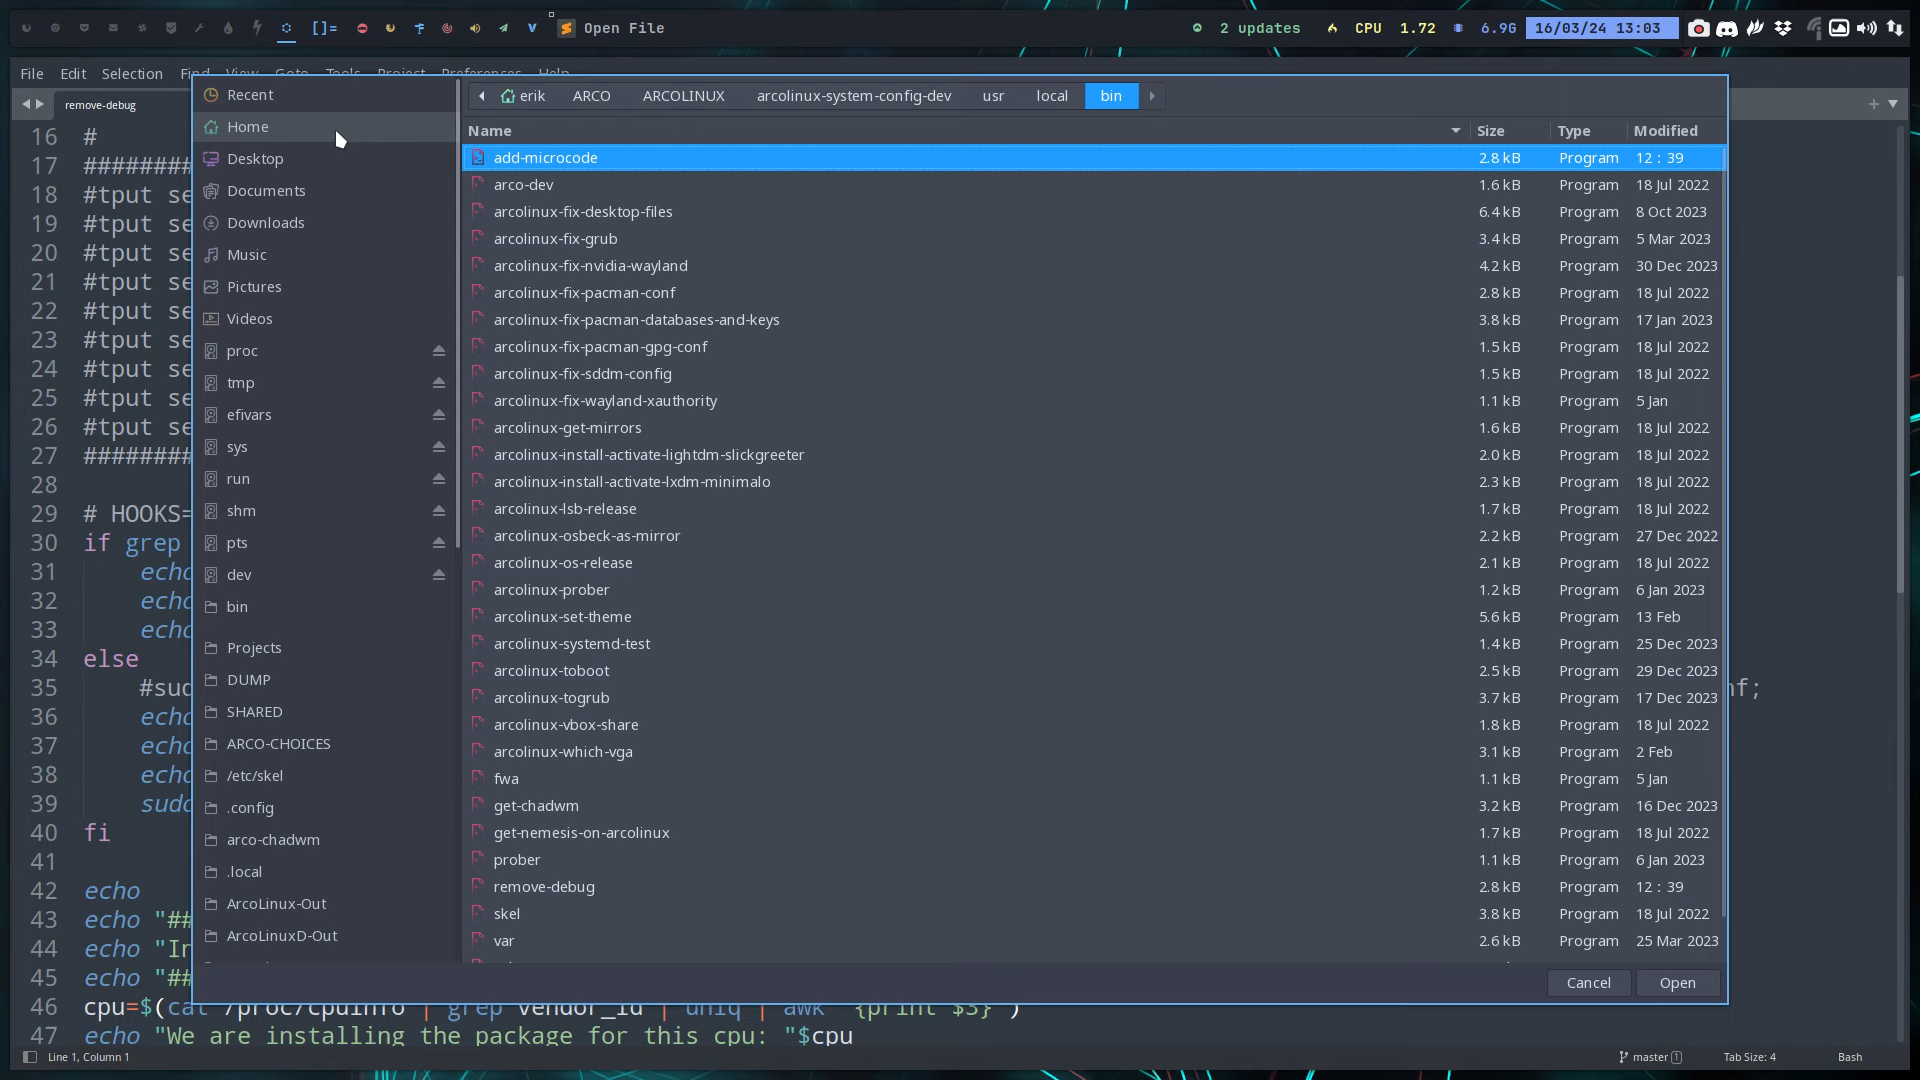 []=
Open File
2 updates
CPU 1.72
6.9G
16/03/24 13:03
File Edit Selection Find View Goto Tools Project Preferences Help
remove-debug
Recent
Home
Desktop
Documents
Downloads
Music
Pictures
Videos
proc
tmp
efivars
sys
run
shm
pts
dev
bin
Projects
DUMP
SHARED
ARCO-CHOICES
/etc/skel
.config
arco-chadwm
.local
ArcoLinux-Out
ArcoLinuxD-Out
erik ARCO ARCOLINUX arcolinux-system-config-dev usr local bin
Name Size Type Modified
add-microcode 2.8 kB Program 12 : 39
arco-dev 1.6 kB Program 18 Jul 2022
arcolinux-fix-desktop-files 6.4 kB Program 8 Oct 2023
arcolinux-fix-grub 3.4 kB Program 5 Mar 2023
arcolinux-fix-nvidia-wayland 4.2 kB Program 30 Dec 2023
arcolinux-fix-pacman-conf 2.8 kB Program 18 Jul 2022
arcolinux-fix-pacman-databases-and-keys 3.8 kB Program 17 Jan 2023
arcolinux-fix-pacman-gpg-conf 1.5 kB Program 18 Jul 2022
arcolinux-fix-sddm-config 1.5 kB Program 18 Jul 2022
arcolinux-fix-wayland-xauthority 1.1 kB Program 5 Jan
arcolinux-get-mirrors 1.6 kB Program 18 Jul 2022
arcolinux-install-activate-lightdm-slickgreeter 2.0 kB Program 18 Jul 2022
arcolinux-install-activate-lxdm-minimalo 2.3 kB Program 18 Jul 2022
arcolinux-lsb-release 1.7 kB Program 18 Jul 2022
arcolinux-osbeck-as-mirror 2.2 kB Program 27 Dec 2022
arcolinux-os-release 2.1 kB Program 18 Jul 2022
arcolinux-prober 1.2 kB Program 6 Jan 2023
arcolinux-set-theme 5.6 kB Program 13 Feb
arcolinux-systemd-test 1.4 kB Program 25 Dec 2023
arcolinux-toboot 2.5 kB Program 29 Dec 2023
arcolinux-togrub 3.7 kB Program 17 Dec 2023
arcolinux-vbox-share 1.8 kB Program 18 Jul 2022
arcolinux-which-vga 3.1 kB Program 2 Feb
fwa 1.1 kB Program 5 Jan
get-chadwm 3.2 kB Program 16 Dec 2023
get-nemesis-on-arcolinux 1.7 kB Program 18 Jul 2022
prober 1.1 kB Program 6 Jan 2023
remove-debug 2.8 kB Program 12 : 39
skel 3.8 kB Program 18 Jul 2022
var 2.6 kB Program 25 Mar 2023
Cancel Open
16 #
17 #########
18 #tput se
19 #tput se
20 #tput se
21 #tput se
22 #tput se
23 #tput se
24 #tput se
25 #tput se
26 #tput se
27 #########
28
29 # HOOKS=
30 if grep
31 echo
32 echo
33 echo
34 else
35 #sud nf;
36 echo
37 echo
38 echo
39 sudo
40 fi
41
42 echo
43 echo "##
44 echo "In
45 echo "##
46 cpu=$(cat /proc/cpuinfo | grep vendor_id | uniq | awk '{print $3}')
47 echo "We are installing the package for this cpu: "$cpu
Line 1, Column 1
master 1
Tab Size: 4
Bash